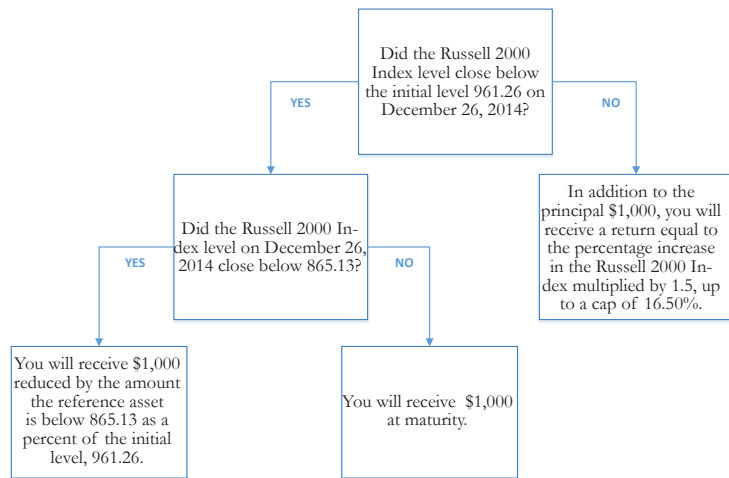 Did the Russell 2000
Index level close below
the initial level 961.26 on
December 26, 2014?
YES
NO
Did the Russell 2000 In-
dex level on December 26,
2014 close below 865.13?
In addition to the
principal $1,000, you will
receive a return equal to
the percentage increase
in the Russell 2000 In-
dex multiplied by 1.5, up
to a cap of 16.50%.
YES
NO
You will receive $1,000
reduced by the amount
the reference asset
is below 865.13 as a
percent of the initial
level, 961.26.
You will receive $1,000
at maturity.